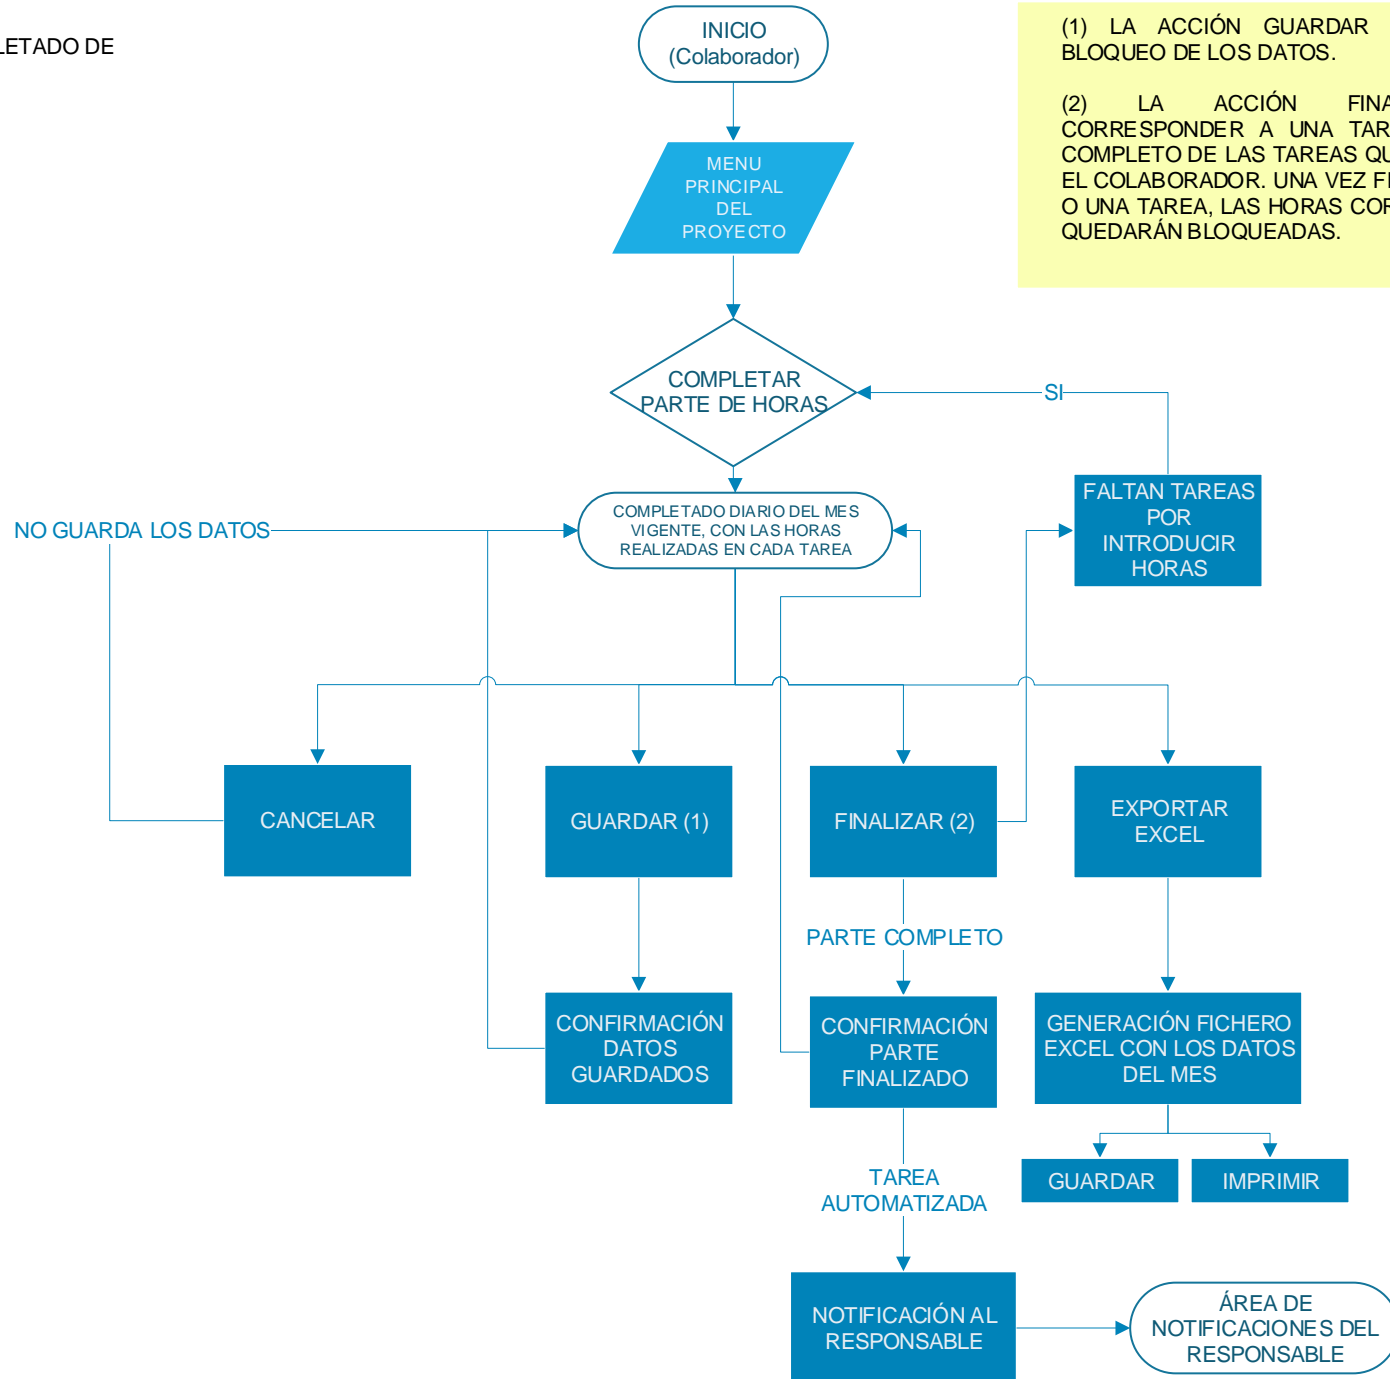 LETADO DE
INICIO
(Colaborador)
(1) LA ACCIÓN GUARDAR
BLOQUEO DE LOS DATOS.
(2) LA ACCIÓN FINA
CORRESPONDER A UNA TAR
COMPLETO DE LAS TAREAS QU
EL COLABORADOR. UNA VEZ FI
O UNA TAREA, LAS HORAS COR
QUEDARÁN BLOQUEADAS.
MENU
PRINCIPAL
DEL
PROYECTO
COMPLETAR
PARTE DE HORAS
SI
FALTAN TAREAS
POR
INTRODUCIR
HORAS
NO GUARDA LOS DATOS
COMPLETADO DIARIO DEL MES
VIGENTE, CON LAS HORAS
REALIZADAS EN CADA TAREA
CANCELAR
GUARDAR (1)
FINALIZAR (2)
EXPORTAR
EXCEL
PARTE COMPLETO
CONFIRMACIÓN
DATOS
GUARDADOS
CONFIRMACIÓN
PARTE
FINALIZADO
GENERACIÓN FICHERO
EXCEL CON LOS DATOS
DEL MES
GUARDAR
IMPRIMIR
TAREA
AUTOMATIZADA
NOTIFICACIÓN AL
RESPONSABLE
ÁREA DE
NOTIFICACIONES DEL
RESPONSABLE